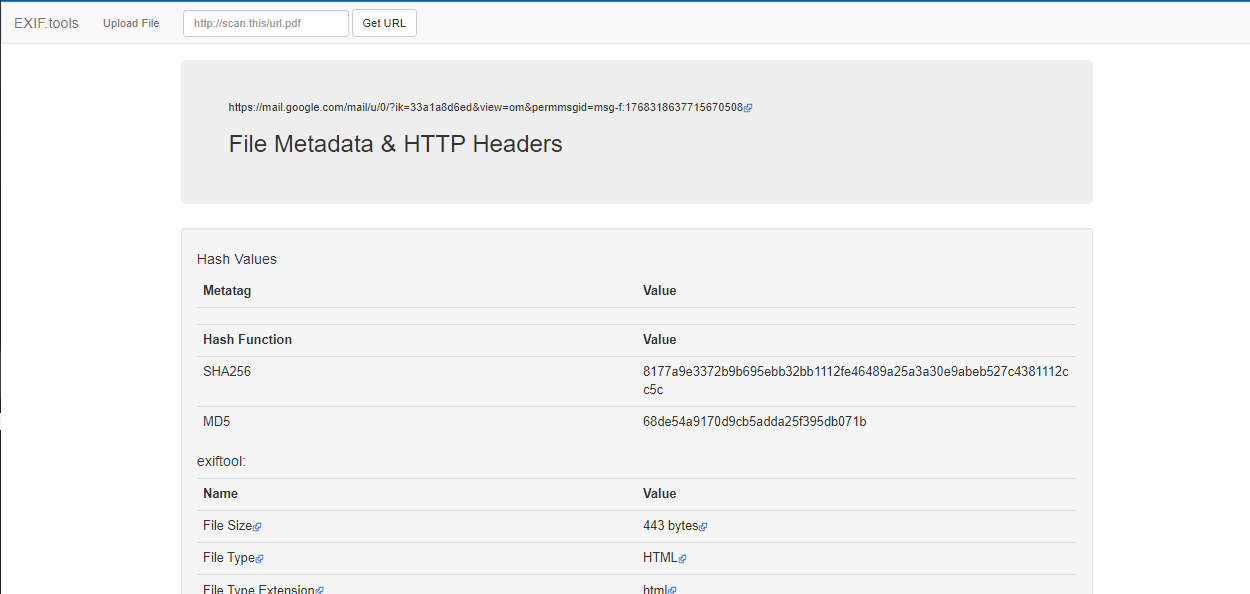 EXIF.tools Upload File http://scan.this/url.pdf Get URL
https://mail.google.com/mail/u/0/?ik=33a1a8d6ed&view=om&permmsgid=msg-f:1768318637715670508
File Metadata & HTTP Headers
Hash Values
Metatag Value
Hash Function Value
SHA256 8177a9e3372b9b695ebb32bb1112fe46489a25a3a30e9abeb527c4381112c
c5c
MD5 68de54a9170d9cb5adda25f395db071b
exiftool:
Name Value
File Size 443 bytes
File Type HTML
File Type Extension html